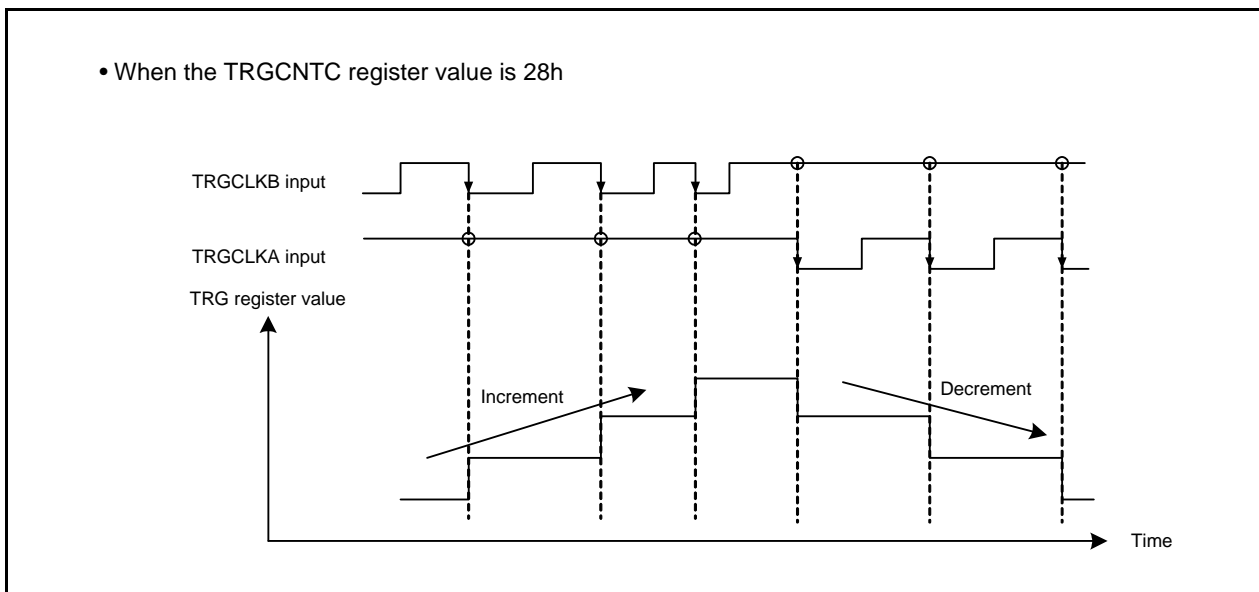 • When the TRGCNTC register value is 28h
TRGCLKB input
TRGCLKA input
TRG register value
Increment
Decrement
Time